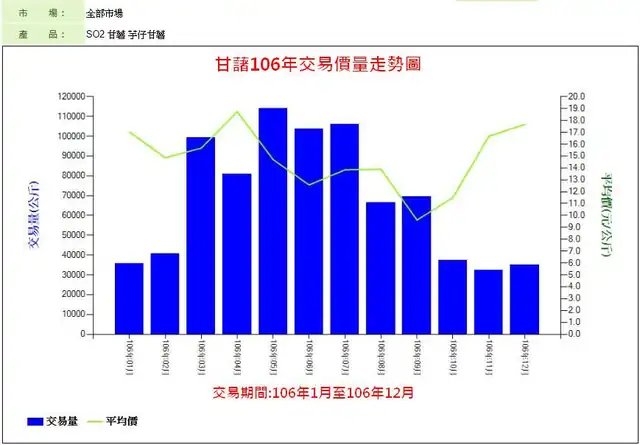 市 場： 全部市場
產 品： SO2 甘藷 芋仔甘藷
甘藷106年交易價量走勢圖
交易量(公斤)
120000
110000
100000
90000
80000
70000
60000
50000
40000
30000
20000
10000
0
20.0
19.0
18.0
17.0
16.0
15.0
14.0
13.0
12.0
11.0
10.0
9.0
8.0
7.0
6.0
5.0
4.0
3.0
2.0
1.0
0.0
平均價(元/公斤)
106年01月
106年02月
106年03月
106年04月
106年05月
106年06月
106年07月
106年08月
106年09月
106年10月
106年11月
106年12月
交易期間:106年1月至106年12月
交易量 平均價